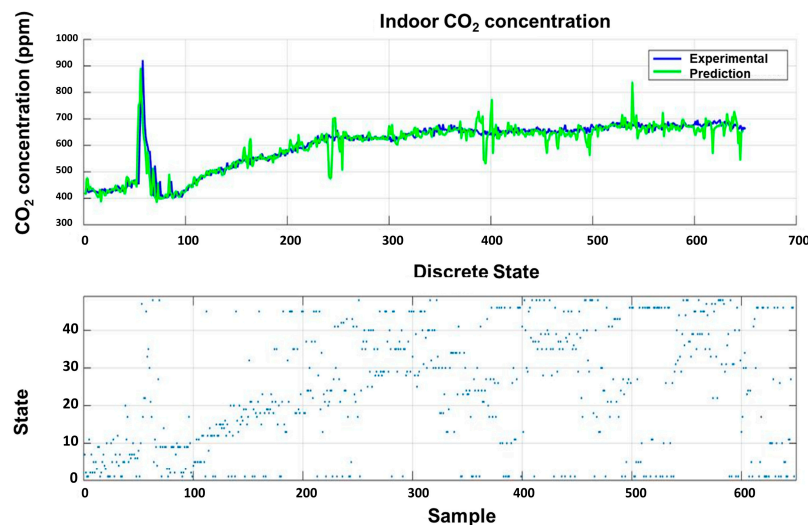 Indoor CO₂ concentration
1000
900
800
700
600
500
400
300
CO₂ concentration (ppm)
Experimental
Prediction
0 100 200 300 400 500 600 700
Discrete State
40
30
20
10
0
State
0 100 200 300 400 500 600
Sample